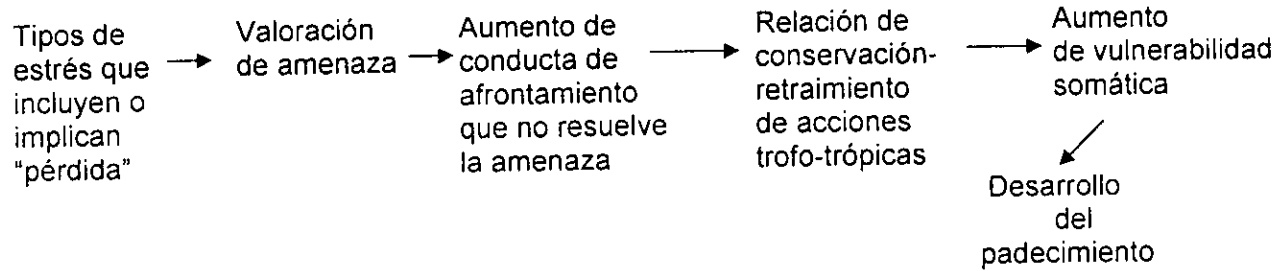 Tipos de
estrés que
incluyen o
implican
“pérdida”
Valoración
de amenaza
Aumento de
conducta de
afrontamiento
que no resuelve
la amenaza
Relación de
conservación-
retraimiento
de acciones
trofo-trópicas
Aumento
de vulnerabilidad
somática
Desarrollo
del
padecimiento